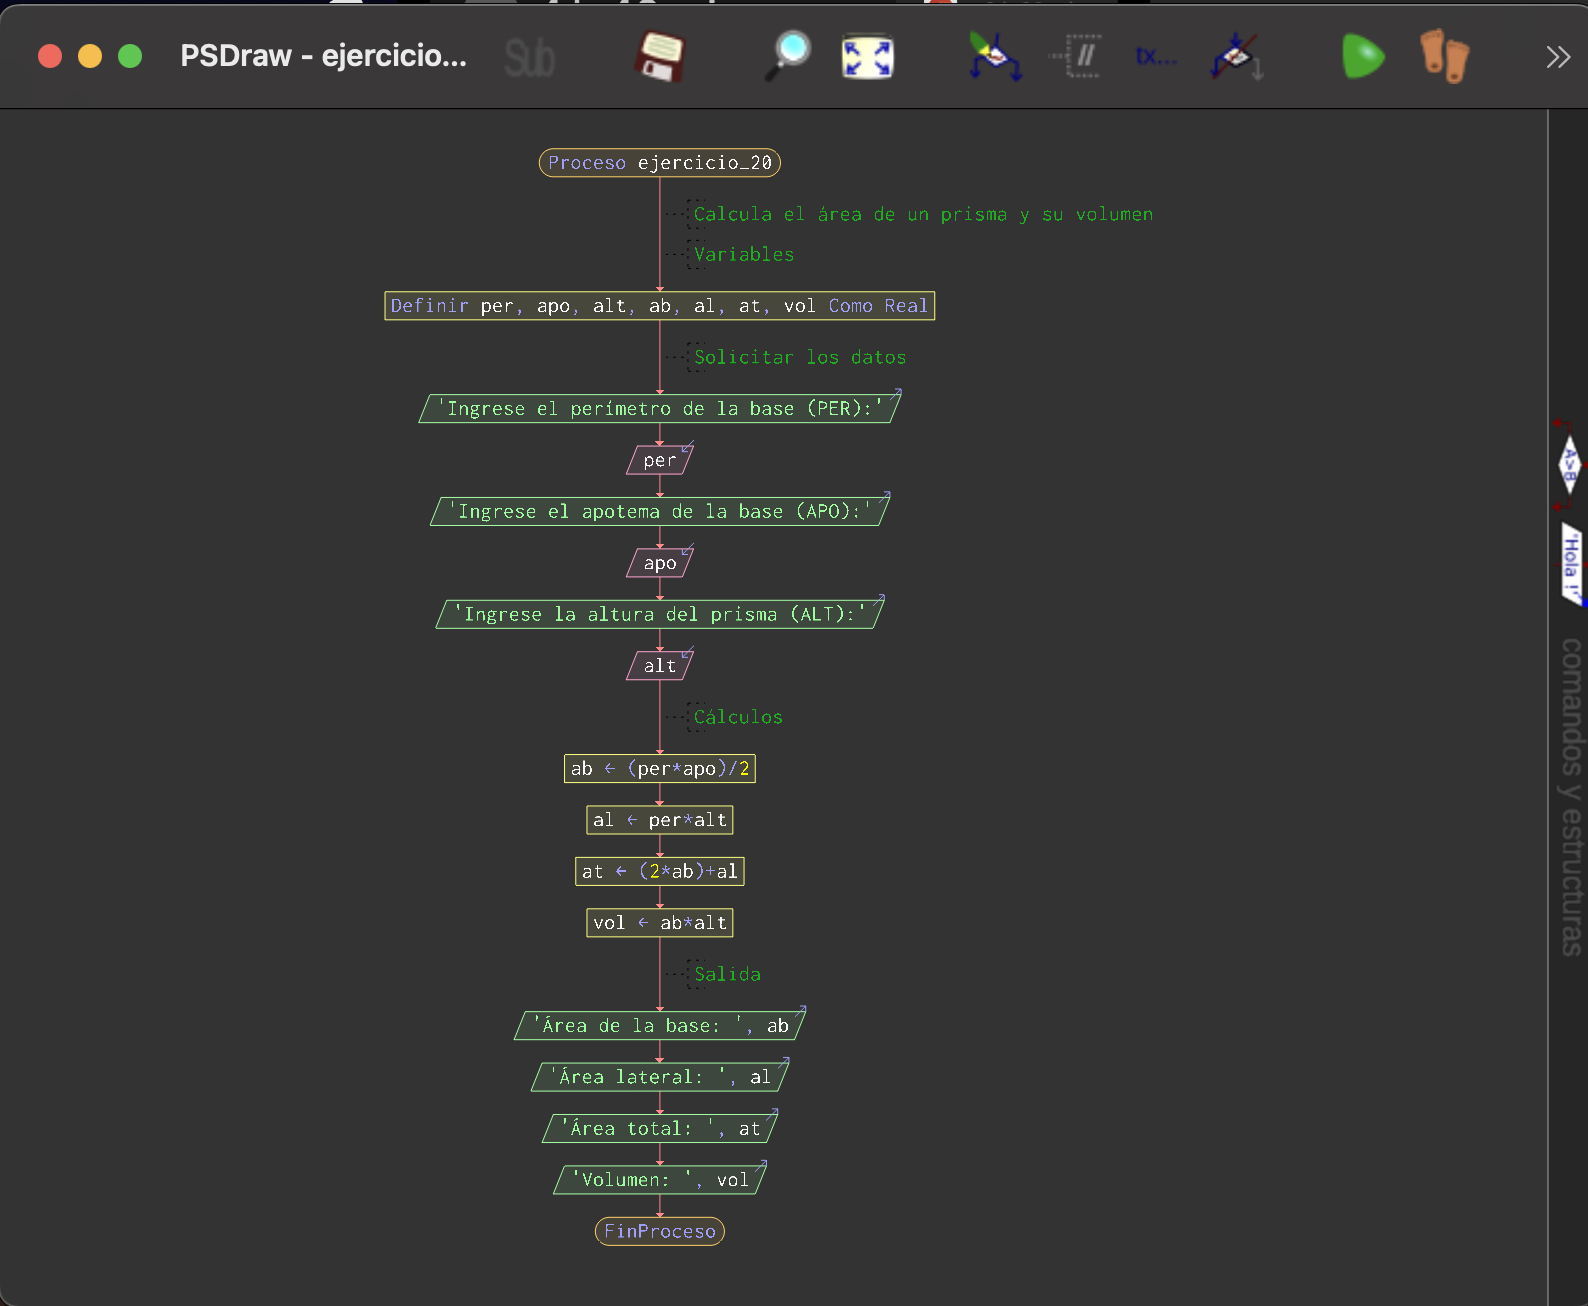 PSDraw - ejercicio...
Sub
//
tx...
Proceso ejercicio_20
Calcula el área de un prisma y su volumen
Variables
Definir per, apo, alt, ab, al, at, vol Como Real
Solicitar los datos
'Ingrese el perímetro de la base (PER):'
per
'Ingrese el apotema de la base (APO):'
apo
'Ingrese la altura del prisma (ALT):'
alt
Cálculos
ab ← (per*apo)/2
al ← per*alt
at ← (2*ab)+al
vol ← ab*alt
Salida
'Área de la base: ', ab
'Área lateral: ', al
'Área total: ', at
'Volumen: ', vol
FinProceso
A>B
"Hola !"
comandos y estructuras